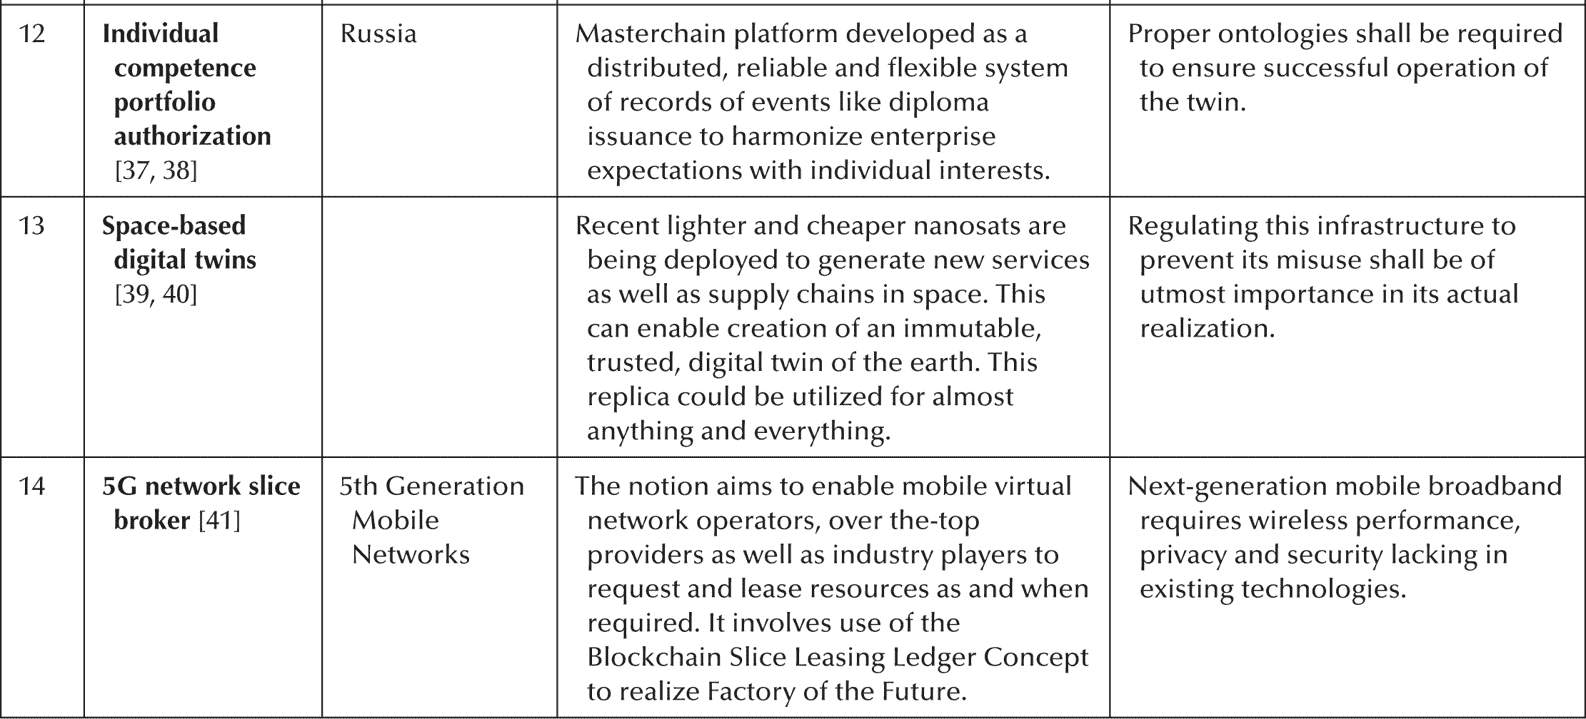 12
Individual
competence
portfolio
authorization
[37, 38]
Russia
Masterchain platform developed as a
distributed, reliable and flexible system
of records of events like diploma
issuance to harmonize enterprise
expectations with individual interests.
Proper ontologies shall be required
to ensure successful operation of
the twin.
13
Space-based
digital twins
[39, 40]
Recent lighter and cheaper nanosats are
being deployed to generate new services
as well as supply chains in space. This
can enable creation of an immutable,
trusted, digital twin of the earth. This
replica could be utilized for almost
anything and everything.
Regulating this infrastructure to
prevent its misuse shall be of
utmost importance in its actual
realization.
14
5G network slice
broker [41]
5th Generation
Mobile
Networks
The notion aims to enable mobile virtual
network operators, over the-top
providers as well as industry players to
request and lease resources as and when
required. It involves use of the
Blockchain Slice Leasing Ledger Concept
to realize Factory of the Future.
Next-generation mobile broadband
requires wireless performance,
privacy and security lacking in
existing technologies.